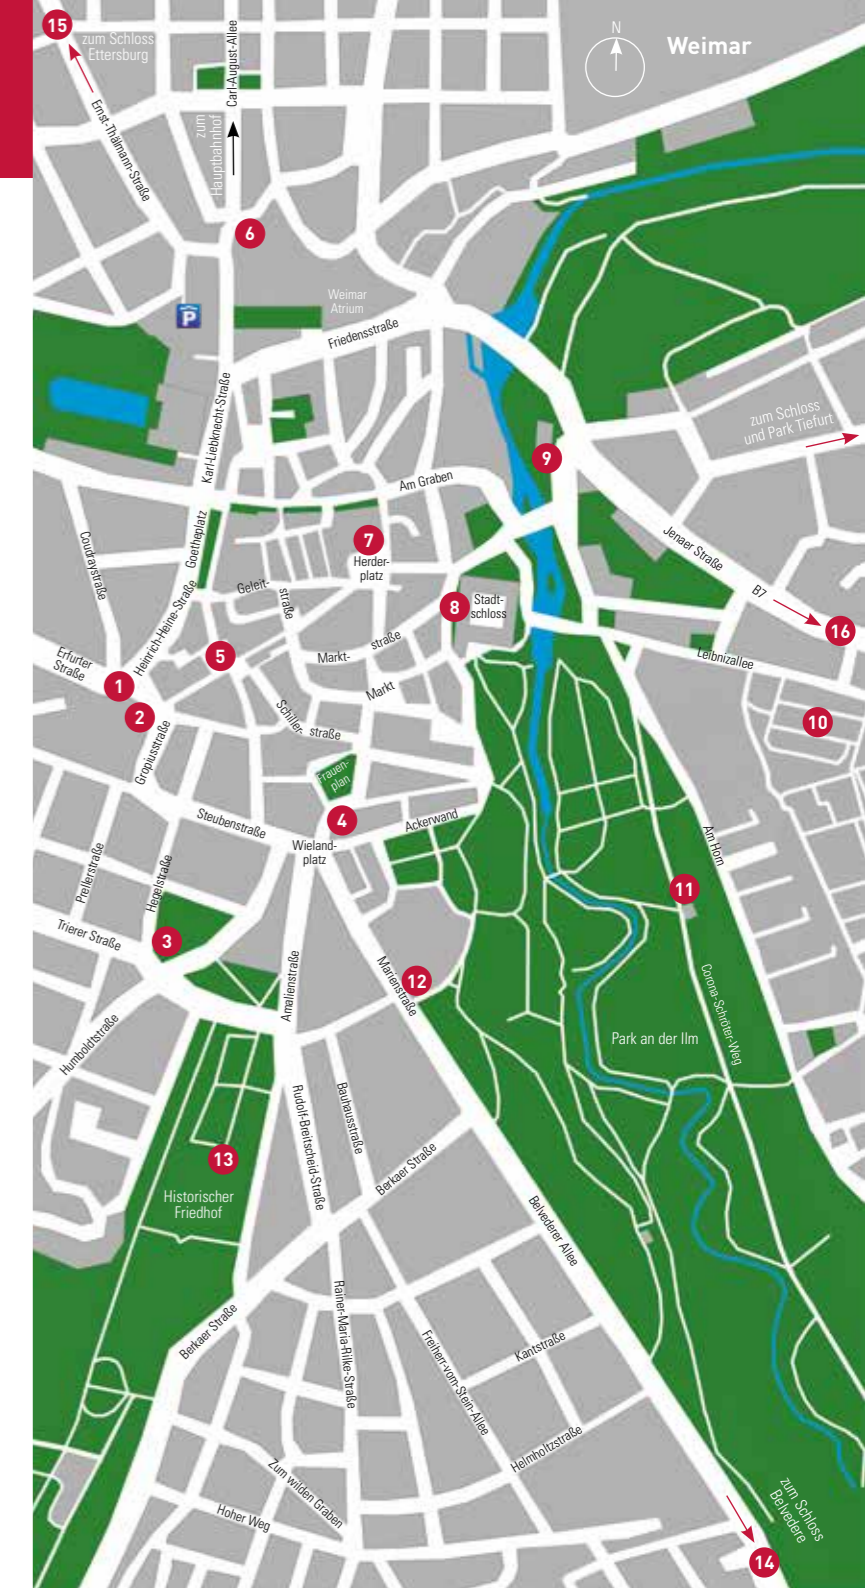 15
zum Schloss
Ettersburg
Carl-August-Allee
N
Weimar
Ernst-Thälmann-Straße
zum
Hauptbahnhof
6
Weimar
Atrium
P
Friedensstraße
Karl-Liebknecht-Straße
zum Schloss
und Park Tiefurt
9
Am Graben
Goetheplatz
Coudraystraße
7
Herder-
platz
Jenaer Straße
B7
16
Geleit-
straße
8
Stadt-
schloss
Heinrich-Heine-Straße
Erfurter
Straße
5
Markt-
straße
Leibnizallee
1
Markt
2
10
Schiller-
straße
Gropiusstraße
Frauen-
plan
4
Ackerwand
Steubenstraße
Wieland-
platz
Am Horn
Prellerstraße
Hegelstraße
11
Trierer Straße
3
Amalienstraße
Marienstraße
12
Corona-Schröter-Weg
Park an der Ilm
Humboldtstraße
Rudolf-Breitscheid-Straße
Bauhausstraße
13
Berkaer Straße
Historischer
Friedhof
Belvederer Allee
Berkaer Straße
Rainer-Maria-Rilke-Straße
Freiherr-vom-Stein-Allee
Kantstraße
Helmholtzstraße
Zum wilden Graben
Hoher Weg
zum Schloss
Belvedere
14